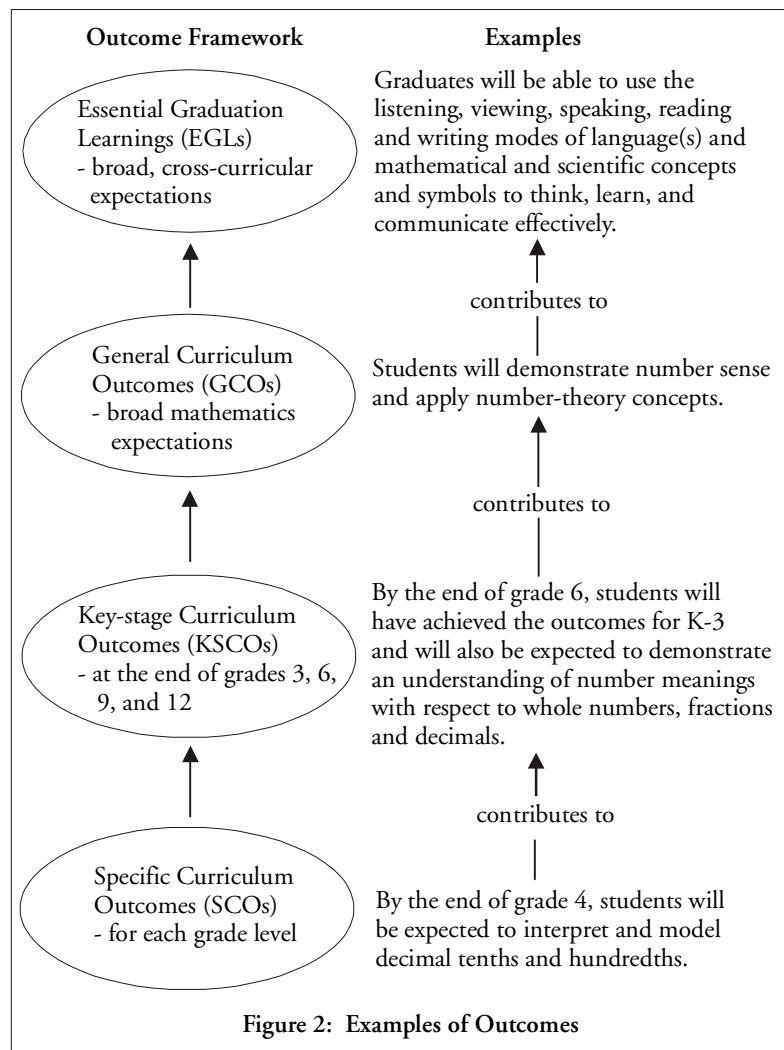 Outcome Framework
Examples
Essential Graduation
Learnings (EGLs)
- broad, cross-curricular
expectations
Graduates will be able to use the
listening, viewing, speaking, reading
and writing modes of language(s) and
mathematical and scientific concepts
and symbols to think, learn, and
communicate effectively.
contributes to
General Curriculum
Outcomes (GCOs)
- broad mathematics
expectations
Students will demonstrate number sense
and apply number-theory concepts.
contributes to
Key-stage Curriculum
Outcomes (KSCOs)
- at the end of grades 3, 6,
9, and 12
By the end of grade 6, students will
have achieved the outcomes for K-3
and will also be expected to demonstrate
an understanding of number meanings
with respect to whole numbers, fractions
and decimals.
contributes to
Specific Curriculum
Outcomes (SCOs)
- for each grade level
By the end of grade 4, students will
be expected to interpret and model
decimal tenths and hundredths.
Figure 2: Examples of Outcomes